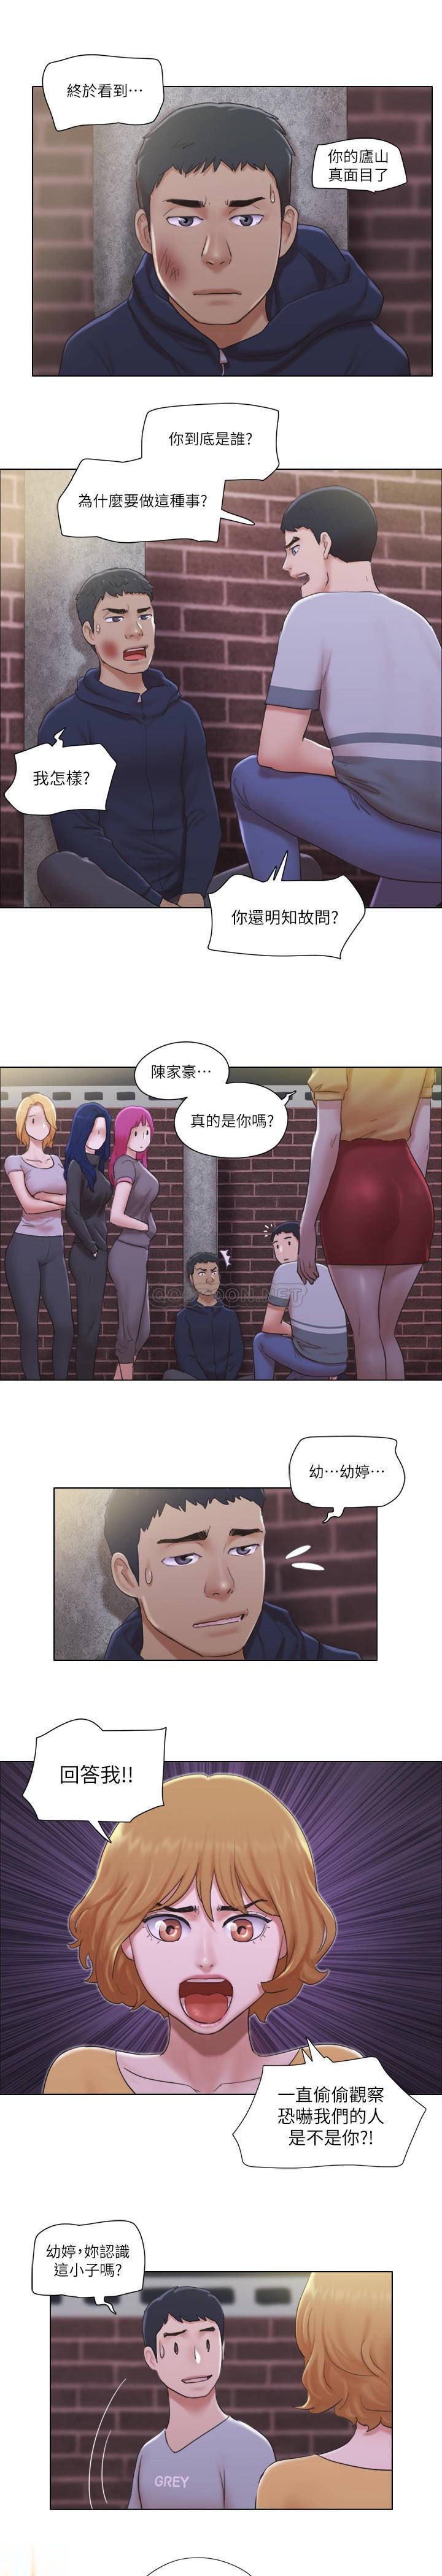 終於看到⋯
你的廬山
真面目了
你到底是誰?
為什麼要做這種事?
我怎樣?
你還明知故問?
陳家豪⋯
真的是你嗎?
幼⋯幼婷⋯
回答我!!
一直偷偷觀察
恐嚇我們的人
是不是你?!
幼婷,妳認識
這小子嗎?
GREY